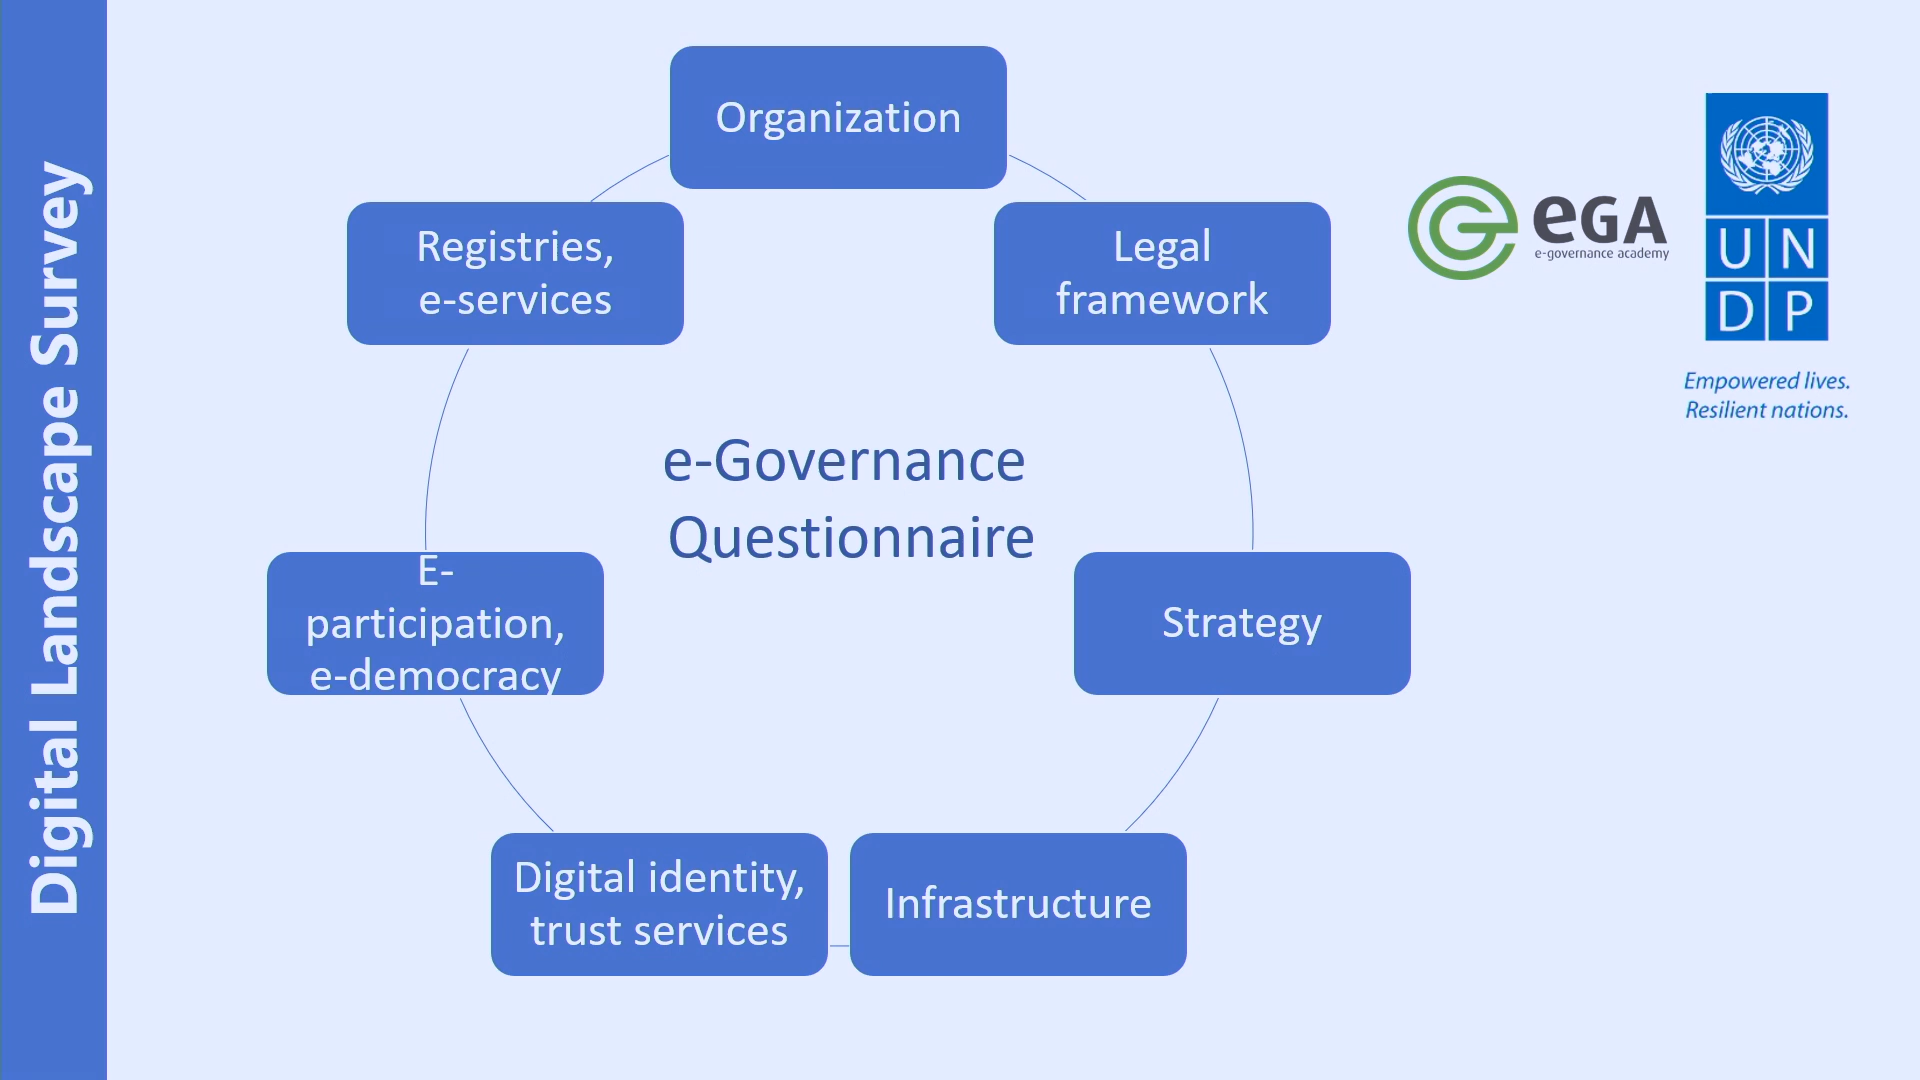 Digital Landscape Survey
Organization
Legal
framework
Strategy
Infrastructure
Digital identity,
trust services
E-
participation,
e-democracy
Registries,
e-services
e-Governance
Questionnaire
eGA
e-governance academy
U N
D P
Empowered lives.
Resilient nations.